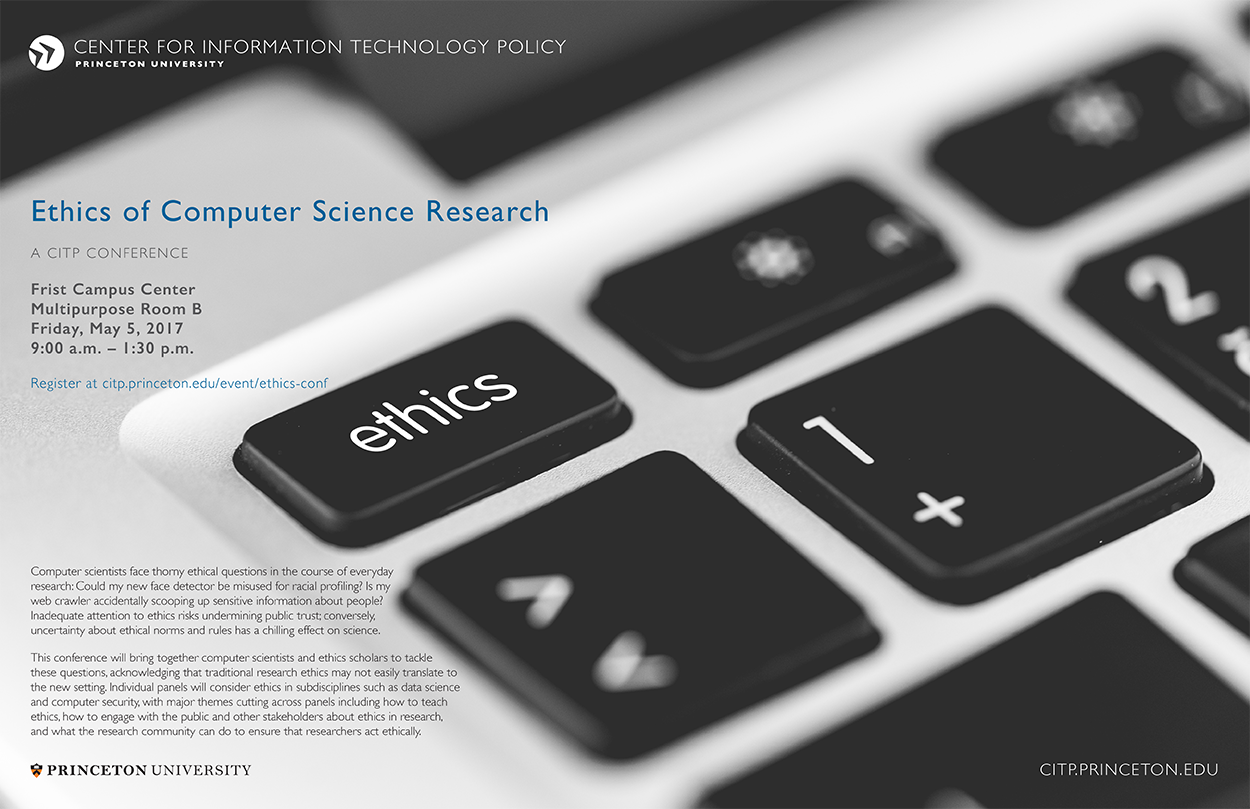 CENTER FOR INFORMATION TECHNOLOGY POLICY
PRINCETON UNIVERSITY
Ethics of Computer Science Research
A CITP CONFERENCE
Frist Campus Center
Multipurpose Room B
Friday, May 5, 2017
9:00 a.m. – 1:30 p.m.
Register at citp.princeton.edu/event/ethics-conf
ethics
1
+
2
Computer scientists face thorny ethical questions in the course of everyday
research: Could my new face detector be misused for racial profiling? Is my
web crawler accidentally scooping up sensitive information about people?
Inadequate attention to ethics risks undermining public trust; conversely,
uncertainty about ethical norms and rules has a chilling effect on science.
This conference will bring together computer scientists and ethics scholars to tackle
these questions, acknowledging that traditional research ethics may not easily translate to
the new setting. Individual panels will consider ethics in subdisciplines such as data science
and computer security, with major themes cutting across panels including how to teach
ethics, how to engage with the public and other stakeholders about ethics in research,
and what the research community can do to ensure that researchers act ethically.
PRINCETON UNIVERSITY
CITP.PRINCETON.EDU